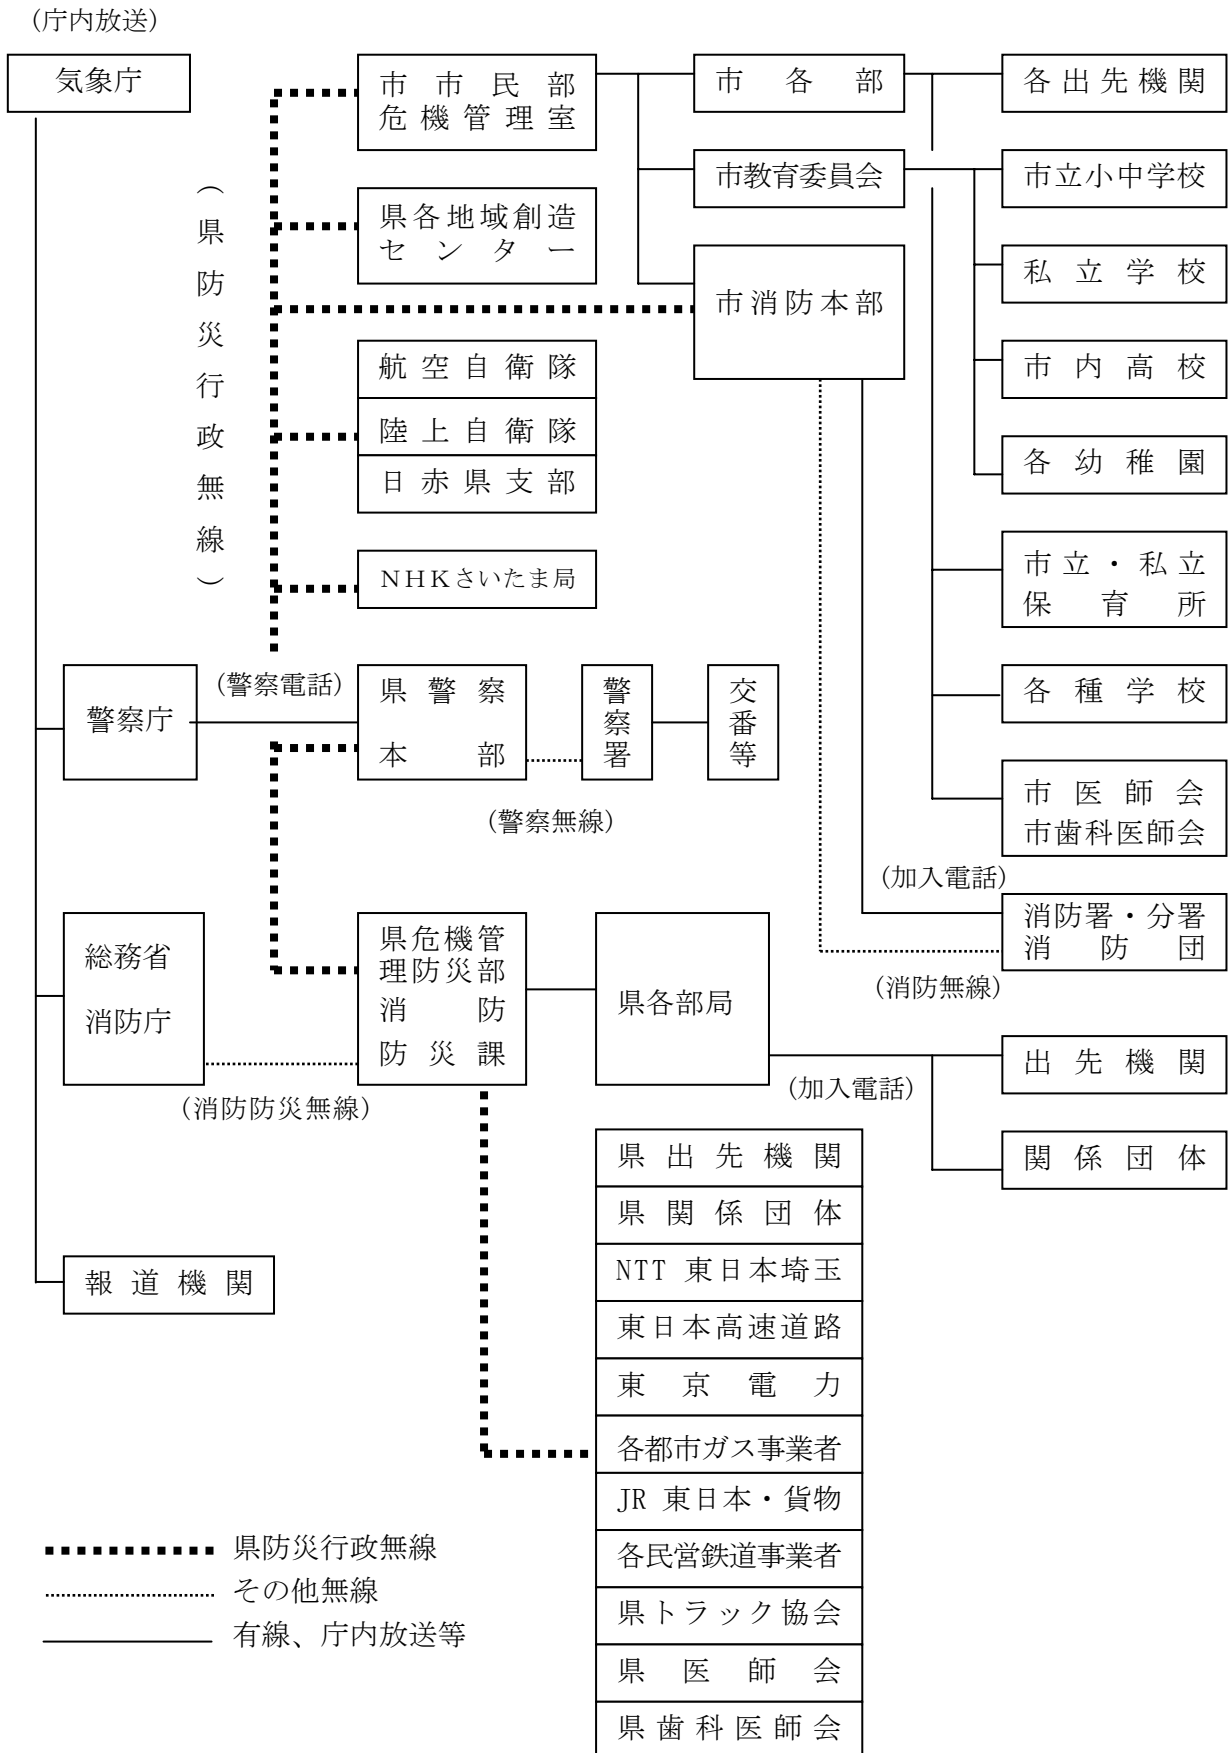 (庁内放送)
気象庁
市市民部
危機管理室
市各部
各出先機関
市教育委員会
市立小中学校
(県防災行政無線)
県各地域創造
センター
市消防本部
私立学校
航空自衛隊
陸上自衛隊
日赤県支部
市内高校
各幼稚園
NHKさいたま局
市立・私立
保育所
警察庁
(警察電話)
県警察
本部
警察署
交番等
各種学校
(警察無線)
市医師会
市歯科医師会
(加入電話)
消防署・分署
消防団
(消防無線)
総務省
消防庁
県危機管
理防災部
消防
防災課
県各部局
(消防防災無線)
(加入電話)
出先機関
関係団体
県出先機関
県関係団体
NTT 東日本埼玉
東日本高速道路
東京電力
各都市ガス事業者
JR 東日本・貨物
各民営鉄道事業者
県トラック協会
県医師会
県歯科医師会
報道機関
県防災行政無線
その他無線
有線、庁内放送等